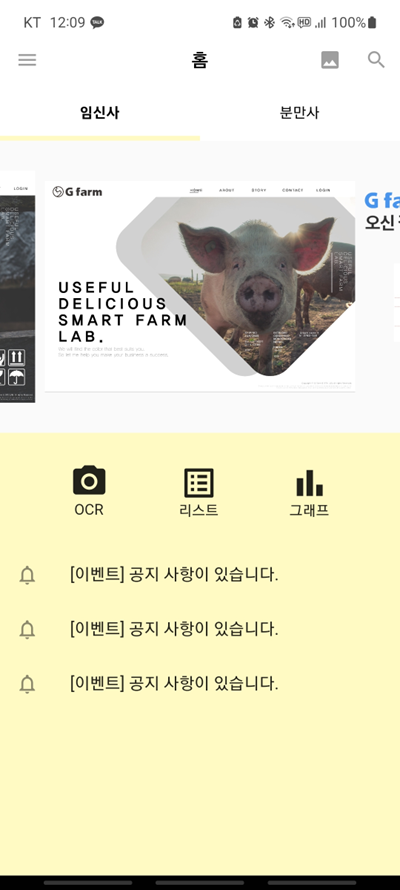 KT 12:09 TALK HD 100%
홈
임신사 분만사
LOGIN
G farm HOME ABOUT STORY CONTACT LOGIN
USEFUL
DELICIOUS
SMART FARM
LAB.
G fa
오신
OCR 리스트 그래프
[이벤트] 공지 사항이 있습니다.
[이벤트] 공지 사항이 있습니다.
[이벤트] 공지 사항이 있습니다.